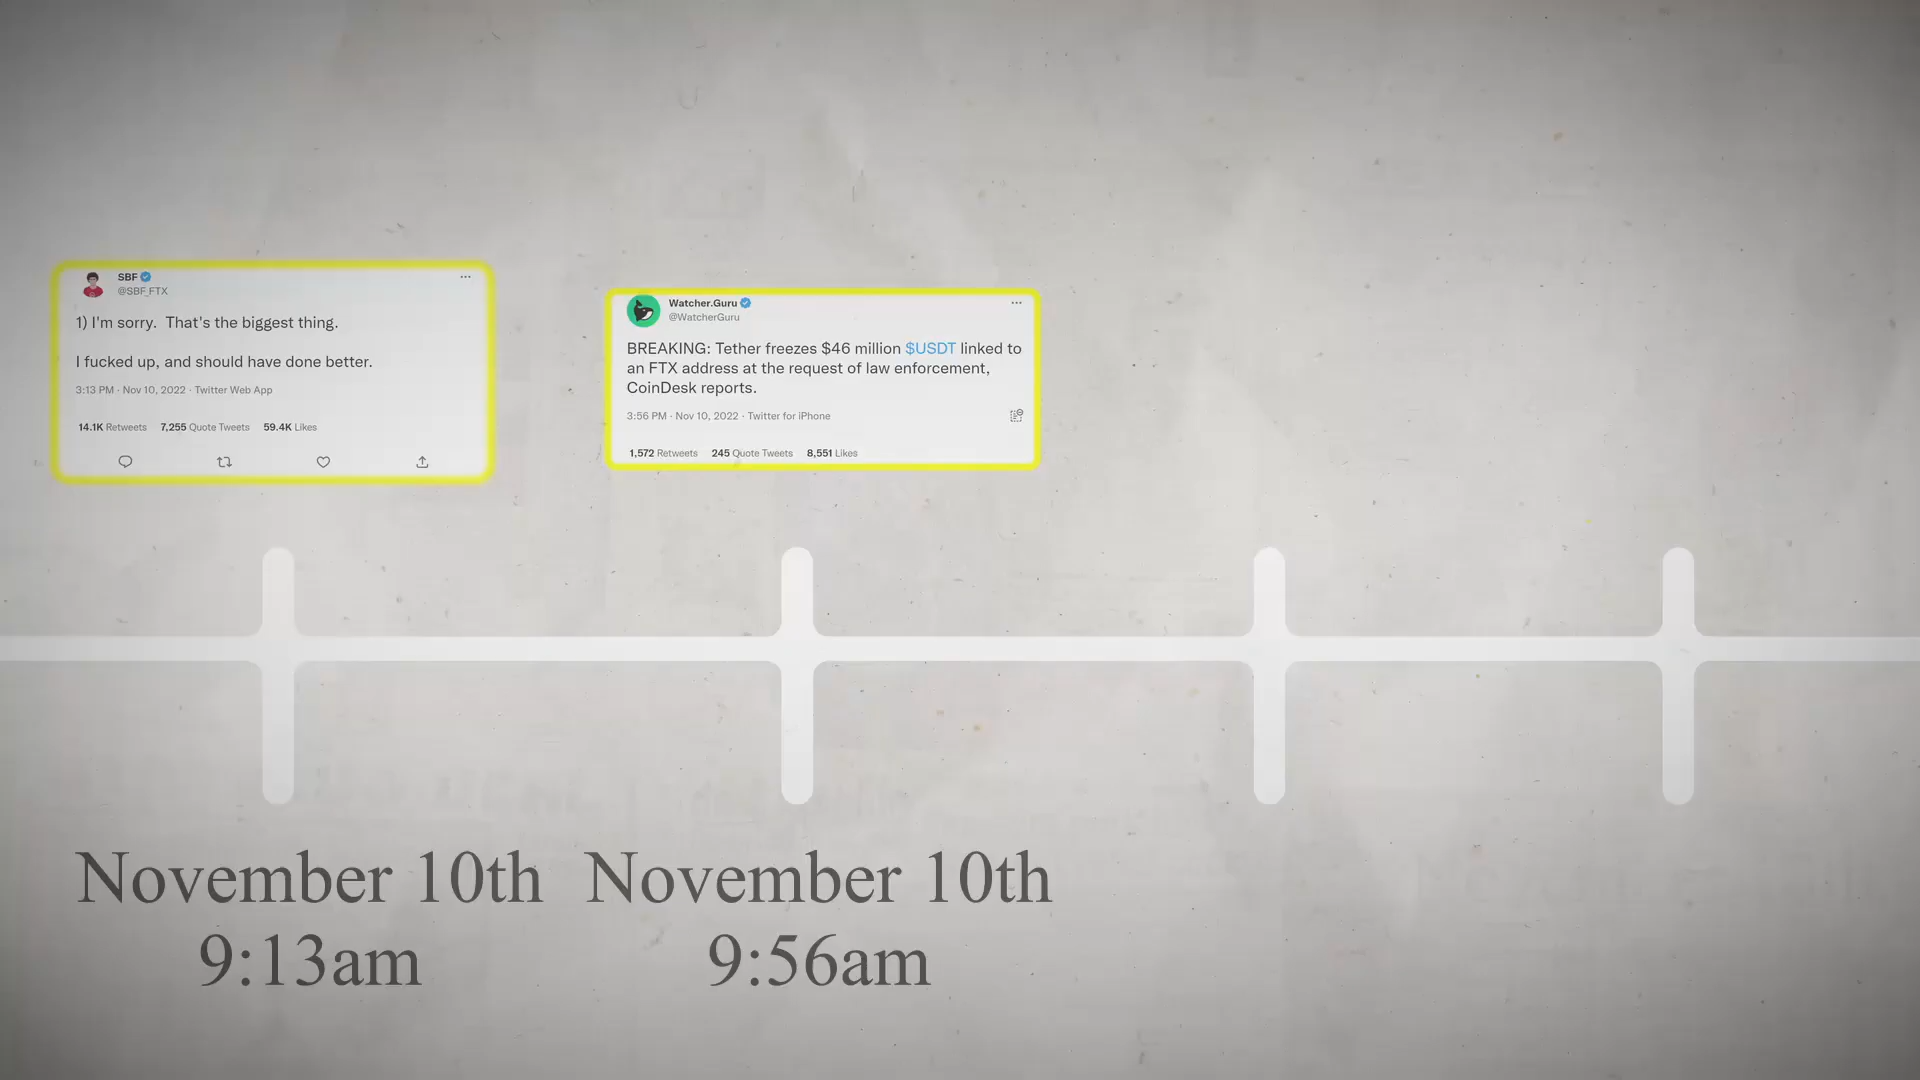 SBF
@SBF_FTX
1) I'm sorry.  That's the biggest thing.
I fucked up, and should have done better.
3:13 PM · Nov 10, 2022 · Twitter Web App
14.1K Retweets 7,255 Quote Tweets 59.4K Likes
Watcher.Guru
@WatcherGuru
BREAKING: Tether freezes $46 million $USDT linked to
an FTX address at the request of law enforcement,
CoinDesk reports.
3:56 PM · Nov 10, 2022 · Twitter for iPhone
1,572 Retweets 245 Quote Tweets 8,551 Likes
November 10th
9:13am
November 10th
9:56am